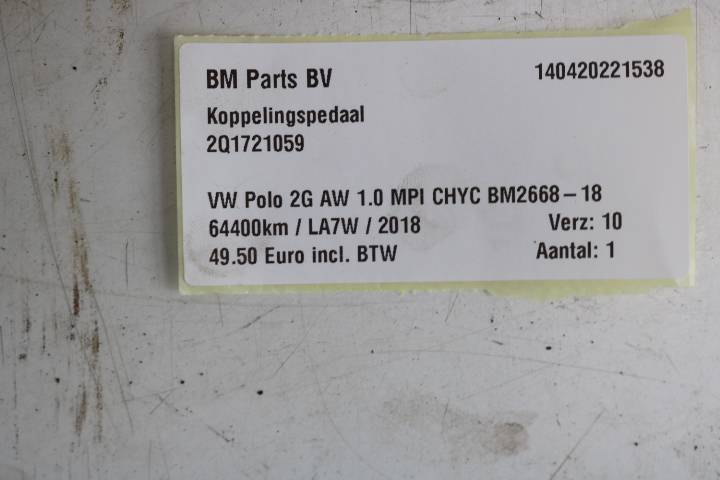 BM Parts BV 140420221538
Koppelingspedaal
2Q1721059
VW Polo 2G AW 1.0 MPI CHYC BM2668-18
64400km / LA7W / 2018 Verz: 10
49.50 Euro incl. BTW Aantal: 1